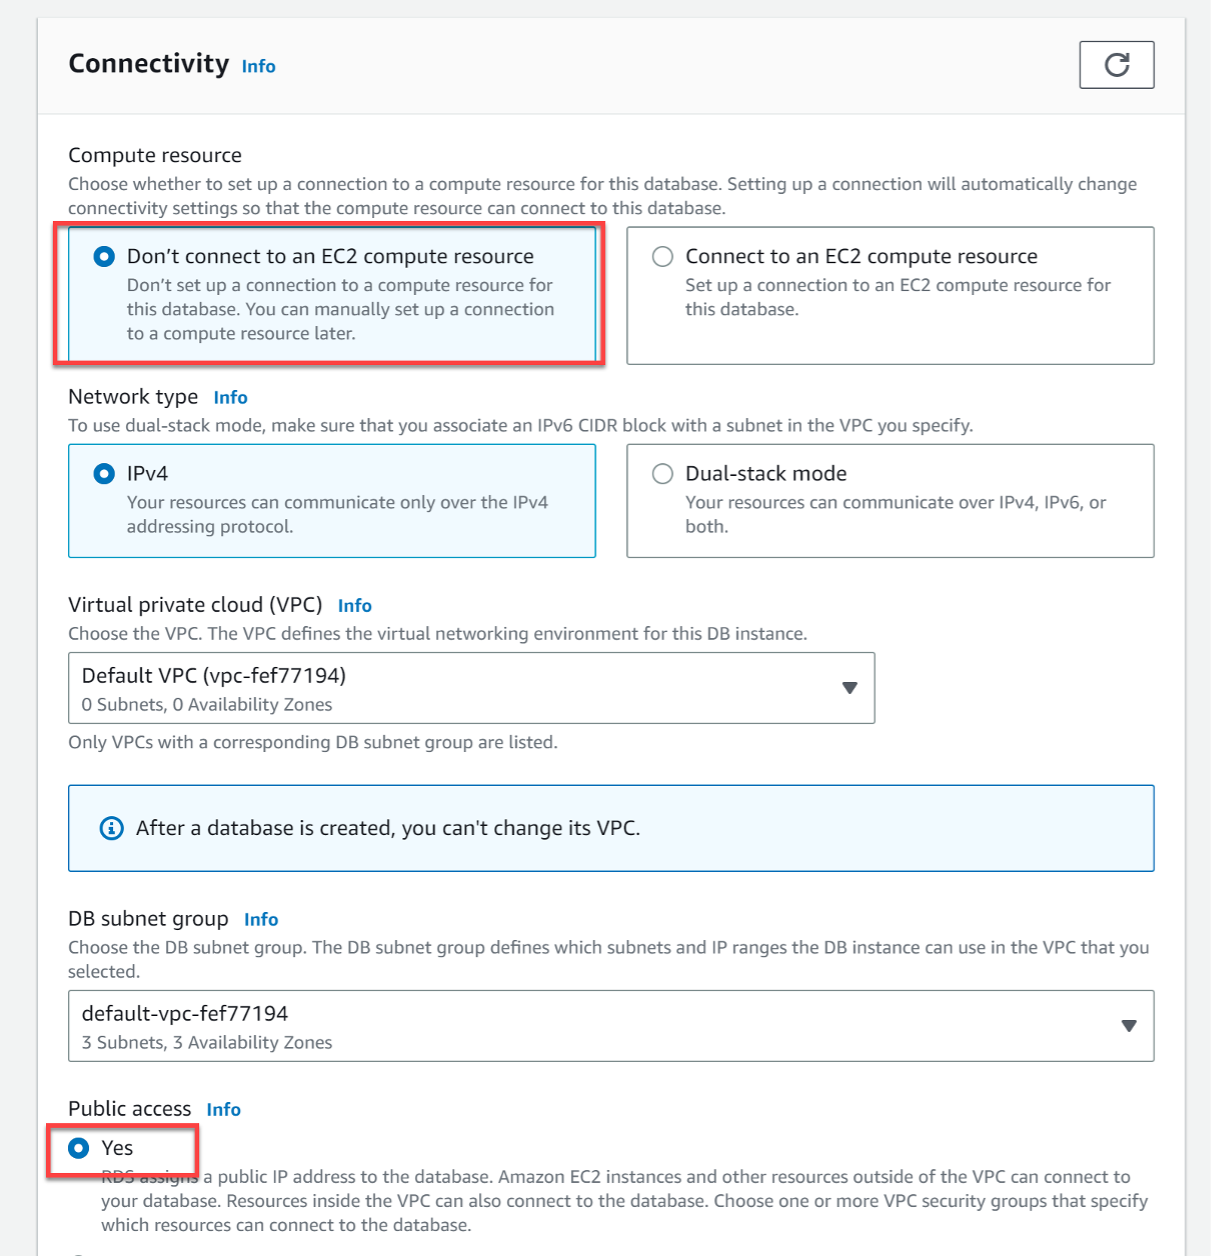 Connectivity Info
Compute resource
Choose whether to set up a connection to a compute resource for this database. Setting up a connection will automatically change
connectivity settings so that the compute resource can connect to this database.
Don’t connect to an EC2 compute resource
Don’t set up a connection to a compute resource for
this database. You can manually set up a connection
to a compute resource later.
Connect to an EC2 compute resource
Set up a connection to an EC2 compute resource for
this database.
Network type Info
To use dual-stack mode, make sure that you associate an IPv6 CIDR block with a subnet in the VPC you specify.
IPv4
Your resources can communicate only over the IPv4
addressing protocol.
Dual-stack mode
Your resources can communicate over IPv4, IPv6, or
both.
Virtual private cloud (VPC) Info
Choose the VPC. The VPC defines the virtual networking environment for this DB instance.
Default VPC (vpc-fef77194)
0 Subnets, 0 Availability Zones
Only VPCs with a corresponding DB subnet group are listed.
After a database is created, you can't change its VPC.
DB subnet group Info
Choose the DB subnet group. The DB subnet group defines which subnets and IP ranges the DB instance can use in the VPC that you
selected.
default-vpc-fef77194
3 Subnets, 3 Availability Zones
Public access Info
Yes
RDS assigns a public IP address to the database. Amazon EC2 instances and other resources outside of the VPC can connect to
your database. Resources inside the VPC can also connect to the database. Choose one or more VPC security groups that specify
which resources can connect to the database.